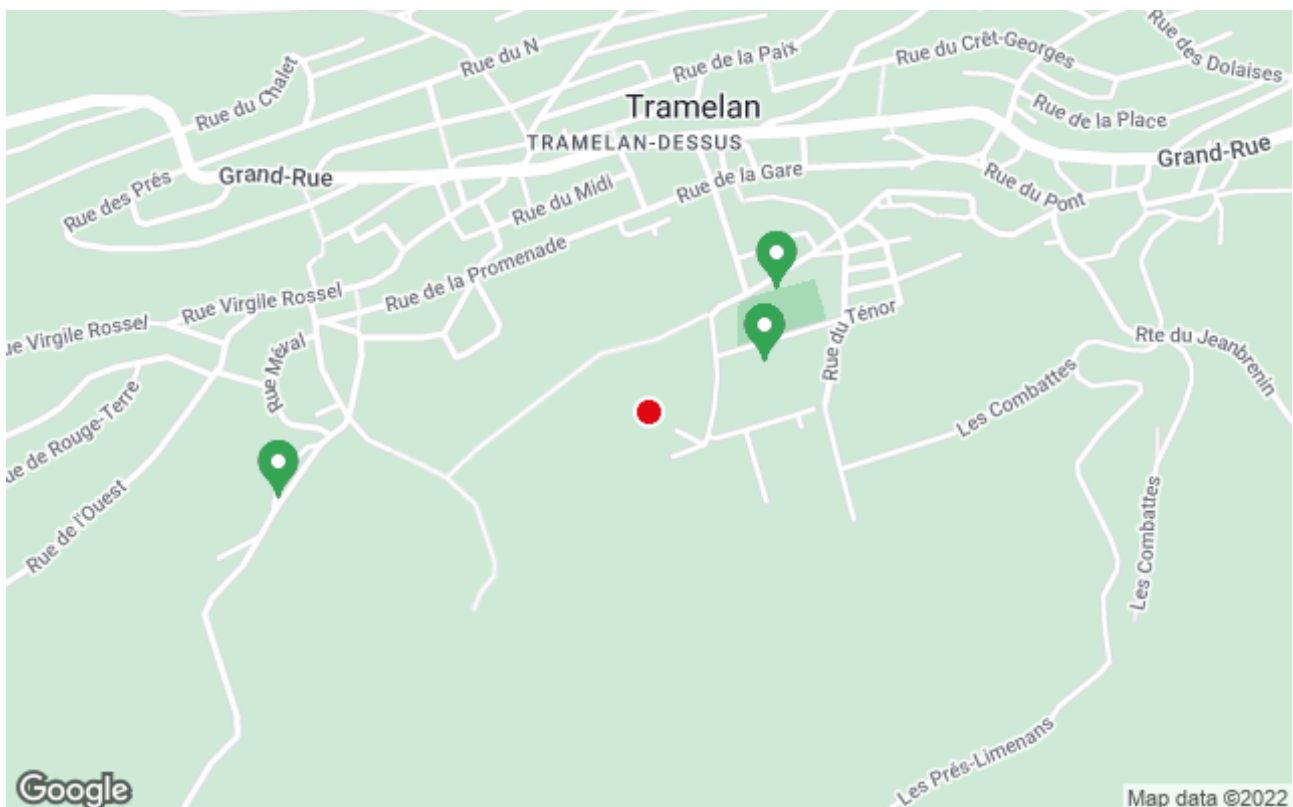 Rue du N
Rue de la Paix
Rue du Crêt-Georges
Rue des Dolaises
Rue du Chalet
Tramelan
Rue de la Place
TRAMELAN-DESSUS
Grand-Rue
Grand-Rue
Rue de la Gare
Rue des Prés
Rue du Midi
Rue du Pont
Rue de la Promenade
Rue Virgile Rossel
ue Virgile Rossel
Rue du Ténor
Rte du Jeanbrenin
Rue Méval
Les Combattes
ue de Rouge-Terre
Rue de l'Ouest
Les Combattes
Les Prés-Limenans
Google
Map data ©2022